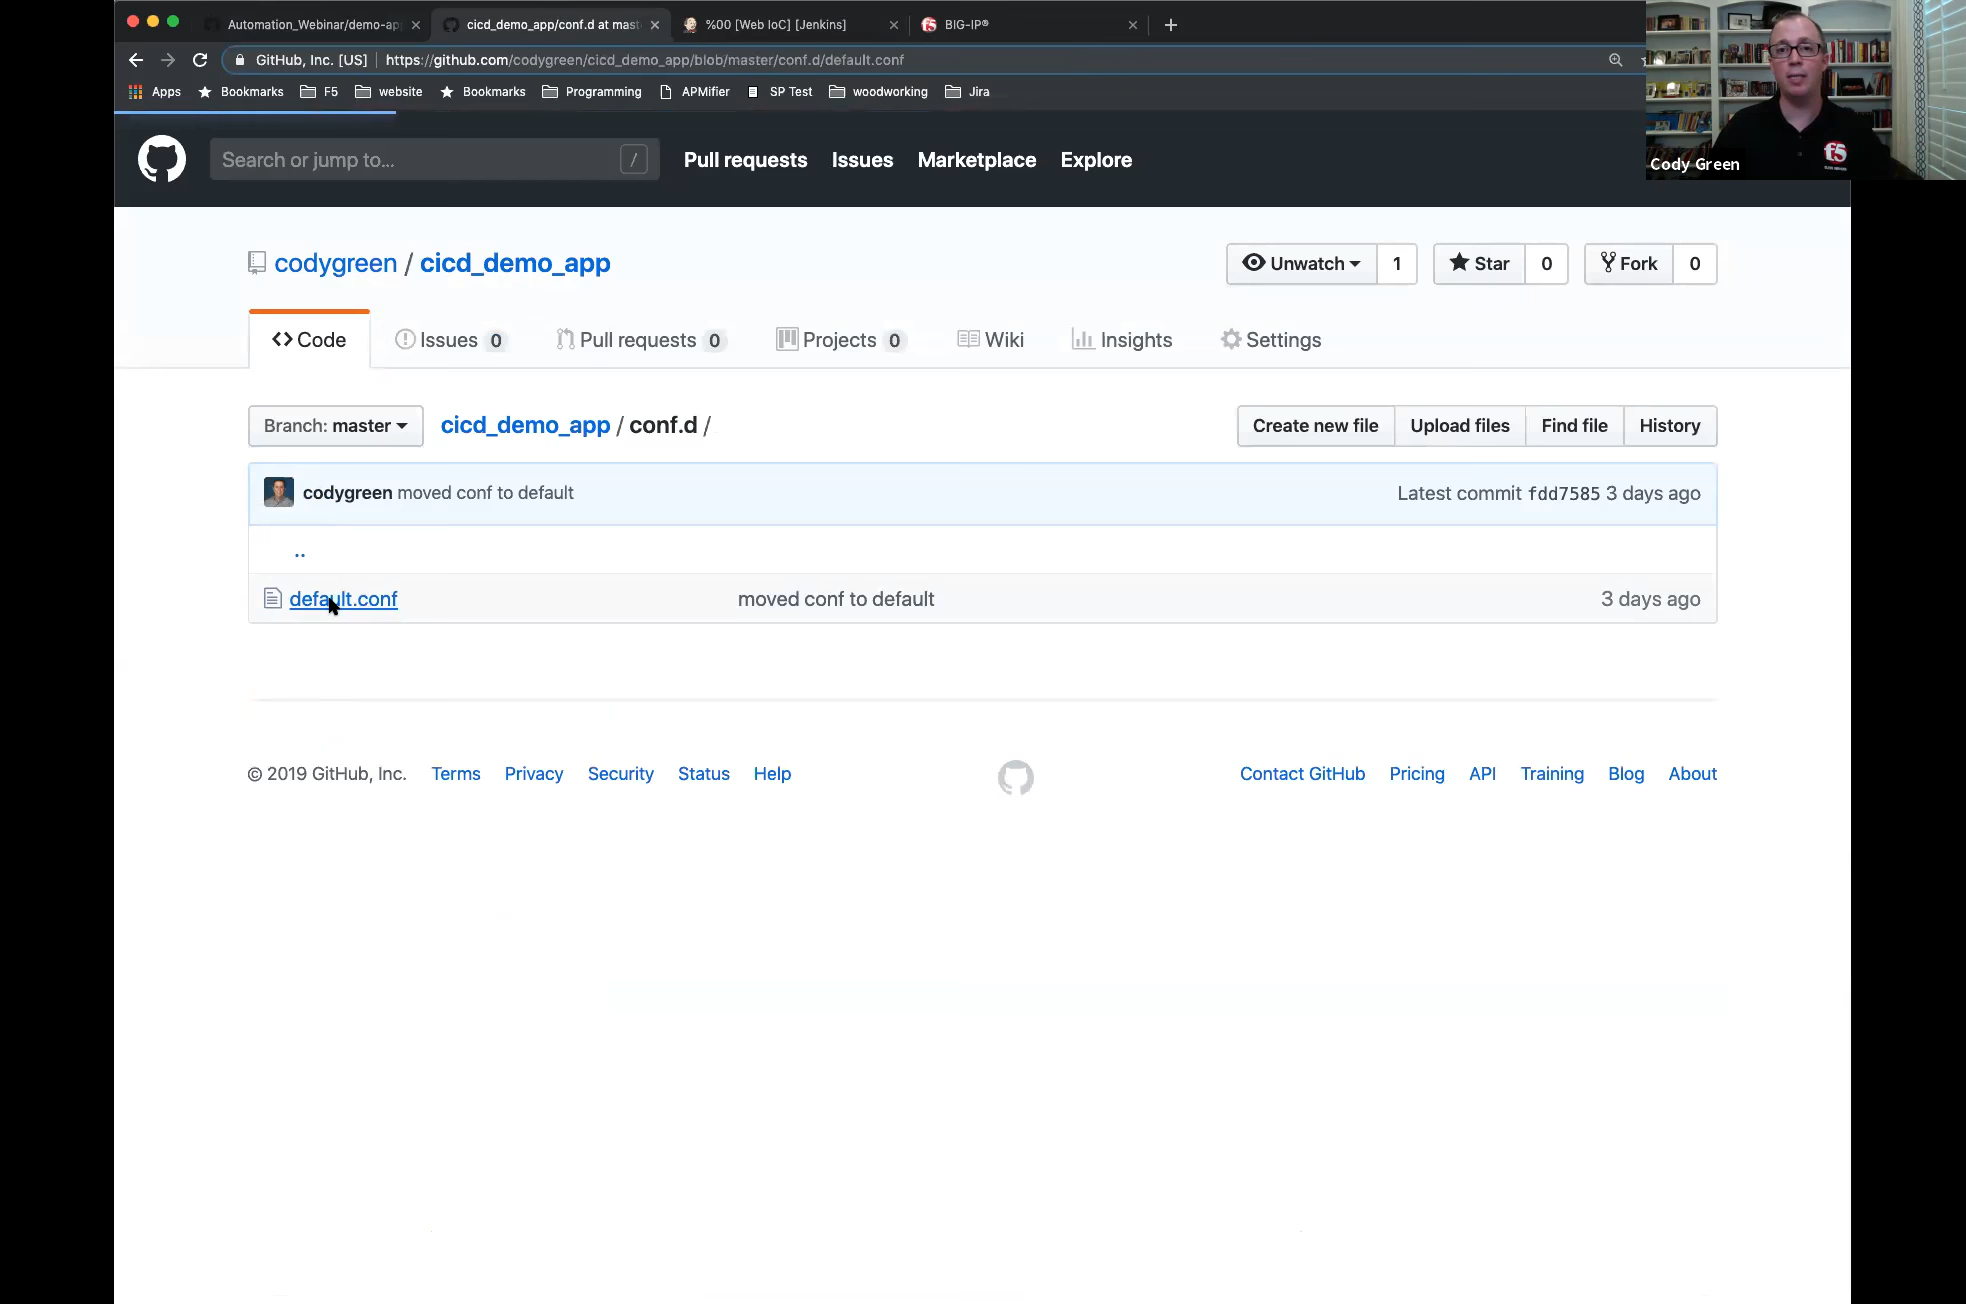 Automation_Webinar/demo-app
cicd_demo_app/conf.d at mast
%00 [Web IoC] [Jenkins]
BIG-IP®
GitHub, Inc. [US] | https://github.com/codygreen/cicd_demo_app/blob/master/conf.d/default.conf
Apps Bookmarks F5 website Bookmarks Programming APMifier SP Test woodworking Jira
f5
Cody Green
Search or jump to... /
Pull requests Issues Marketplace Explore
codygreen / cicd_demo_app
Unwatch 1 Star 0 Fork 0
Code Issues 0 Pull requests 0 Projects 0 Wiki Insights Settings
Branch: master cicd_demo_app / conf.d /
Create new file Upload files Find file History
codygreen moved conf to default Latest commit fdd7585 3 days ago
..
default.conf moved conf to default 3 days ago
© 2019 GitHub, Inc. Terms Privacy Security Status Help Contact GitHub Pricing API Training Blog About